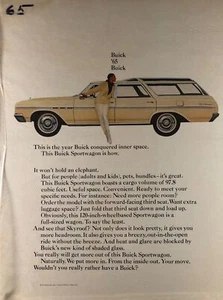 65
Buick
'65
Buick
This is the year Buick conquered inner space.
This Buick Sportwagon is how.
It won't hold an elephant.
But for people (adults and kids), pets, bundles–it's great.
This Buick Sportwagon boasts a cargo volume of 97.8
cubic feet. Useful space. Convenient. Ready to meet your
specific needs. For instance: Need more people room?
Order the model with the forward-facing third seat. Want extra
luggage space? Just fold that third seat down and load up.
Obviously, this 120-inch-wheelbased Sportwagon is a
full-sized wagon. To say the least.
And see that Skyroof? Not only does it look pretty, it gives you
more headroom. It also gives you a breezy, out-in-the-open
ride without the breeze. And heat and glare are blocked by
Buick's new kind of shaded glass.
You really will get more out of this Buick Sportwagon.
Naturally. We put more in. From the inside out. Your move.
Wouldn't you really rather have a Buick?